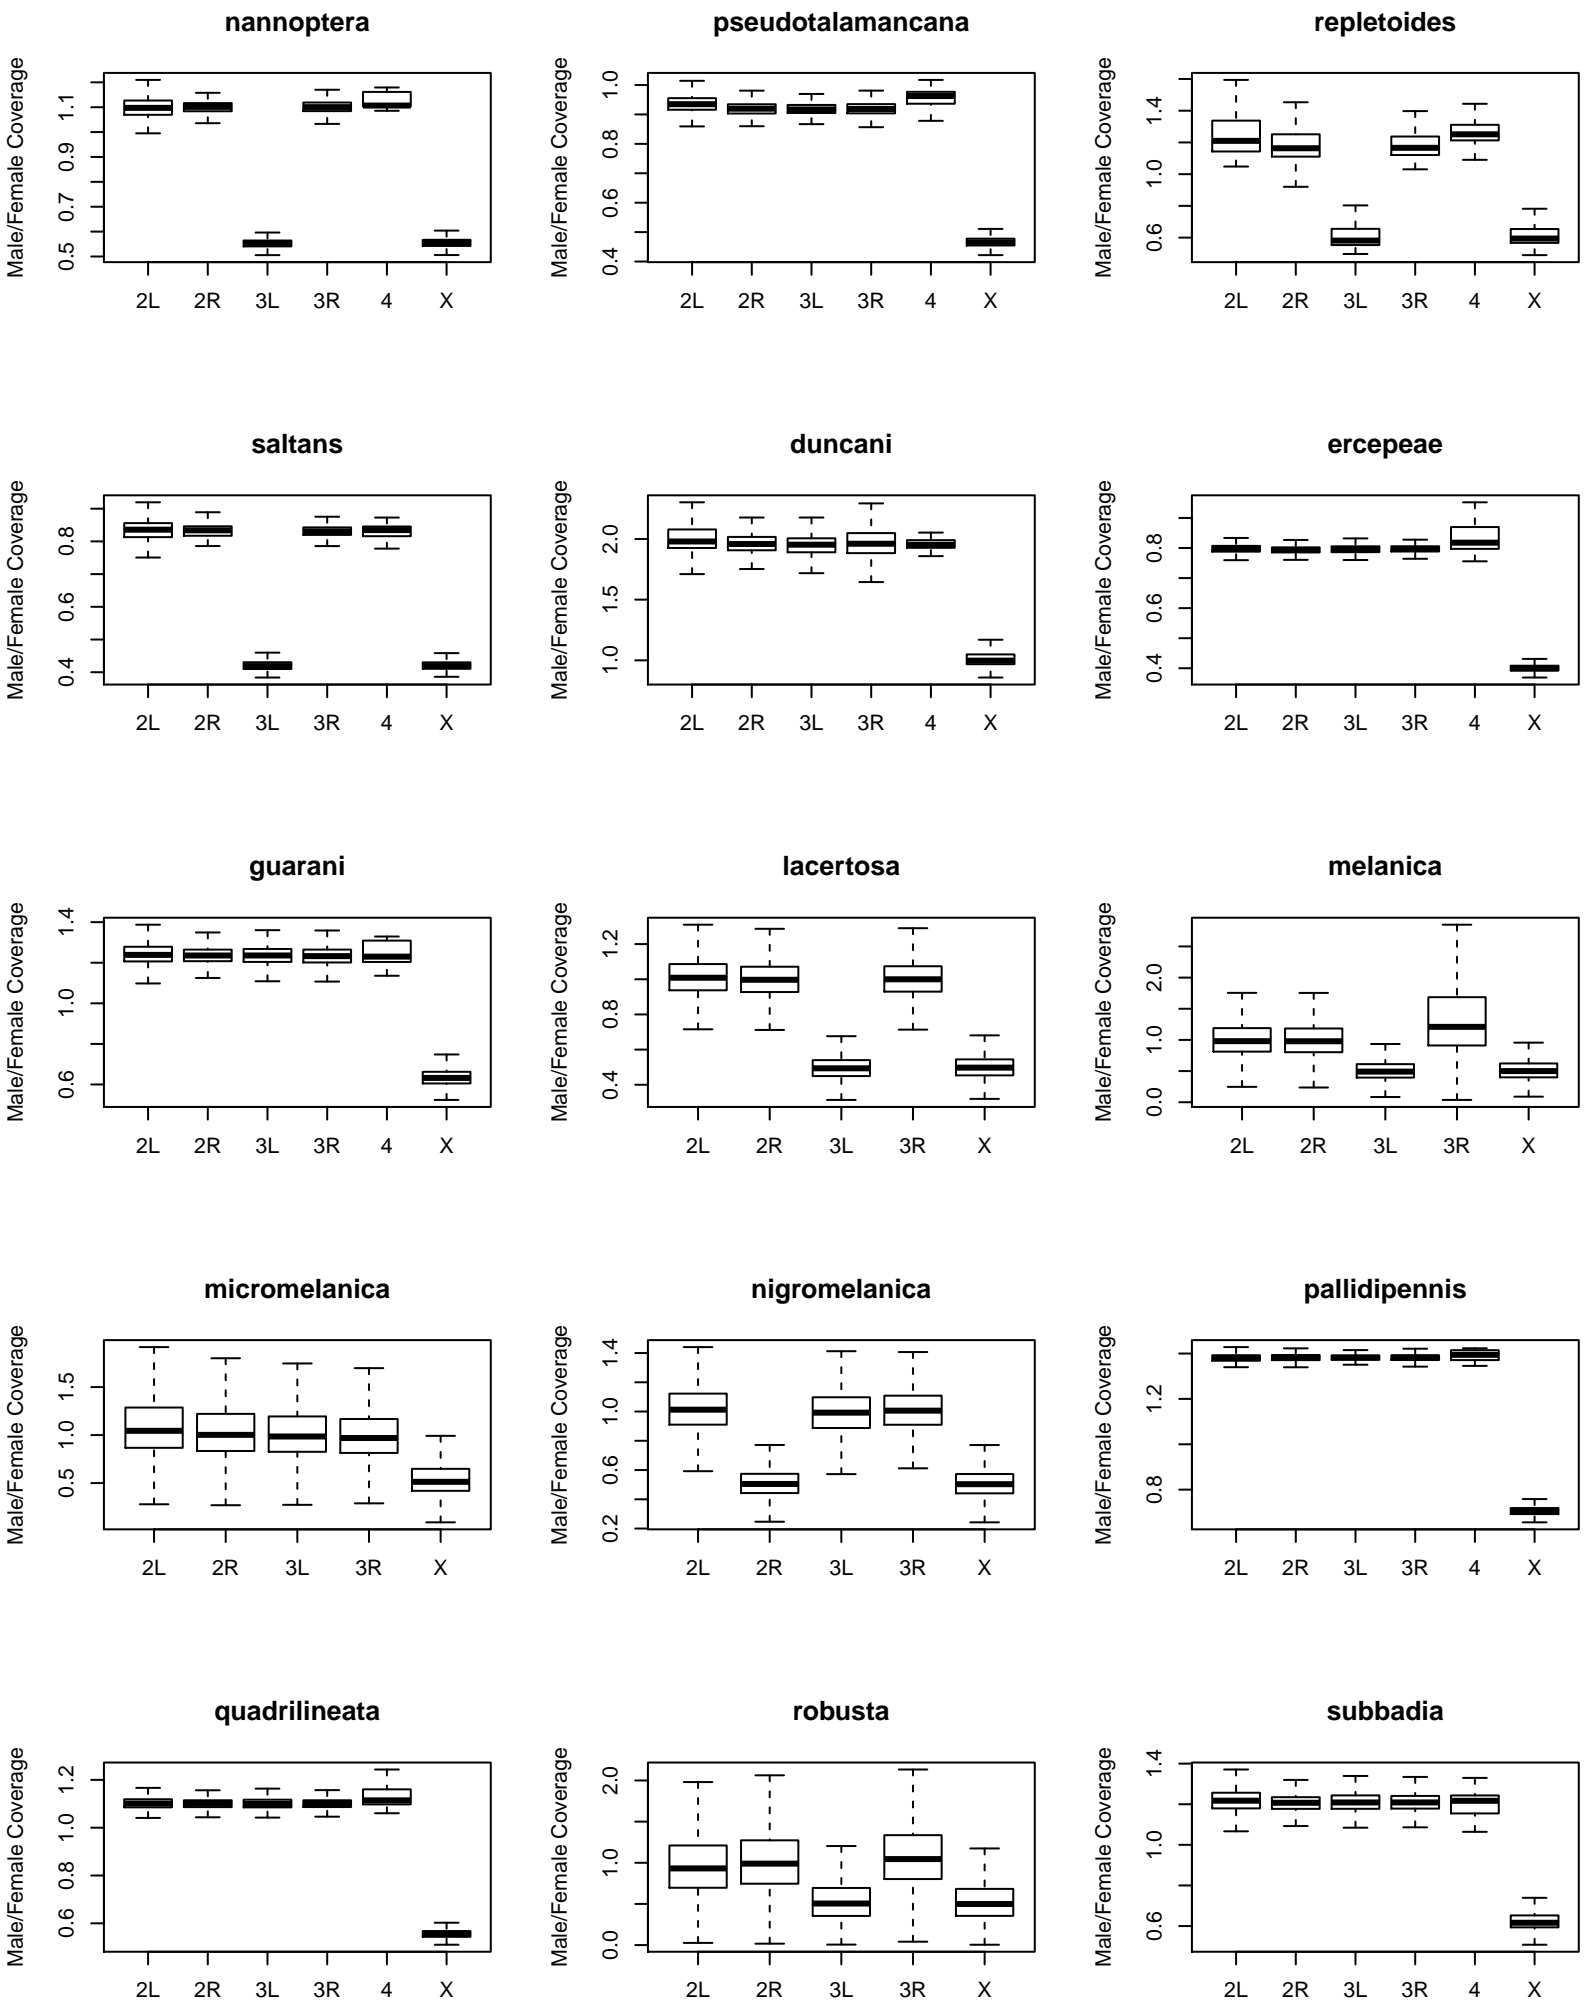 nannoptera
Male/Female Coverage
1.1
0.9
0.7
0.5
2L 2R 3L 3R 4 X
pseudotalamancana
Male/Female Coverage
1.0
0.8
0.6
0.4
2L 2R 3L 3R 4 X
repletoides
Male/Female Coverage
1.4
1.0
0.6
2L 2R 3L 3R 4 X
saltans
Male/Female Coverage
0.8
0.6
0.4
2L 2R 3L 3R 4 X
duncani
Male/Female Coverage
2.0
1.5
1.0
2L 2R 3L 3R 4 X
ercepeae
Male/Female Coverage
0.8
0.6
0.4
2L 2R 3L 3R 4 X
guarani
Male/Female Coverage
1.4
1.0
0.6
2L 2R 3L 3R 4 X
lacertosa
Male/Female Coverage
1.2
0.8
0.4
2L 2R 3L 3R X
melanica
Male/Female Coverage
2.0
1.0
0.0
2L 2R 3L 3R X
micromelanica
Male/Female Coverage
1.5
1.0
0.5
2L 2R 3L 3R X
nigromelanica
Male/Female Coverage
1.4
1.0
0.6
0.2
2L 2R 3L 3R X
pallidipennis
Male/Female Coverage
1.2
0.8
2L 2R 3L 3R 4 X
quadrilineata
Male/Female Coverage
1.2
1.0
0.8
0.6
2L 2R 3L 3R 4 X
robusta
Male/Female Coverage
2.0
1.0
0.0
2L 2R 3L 3R X
subbadia
Male/Female Coverage
1.4
1.0
0.6
2L 2R 3L 3R 4 X